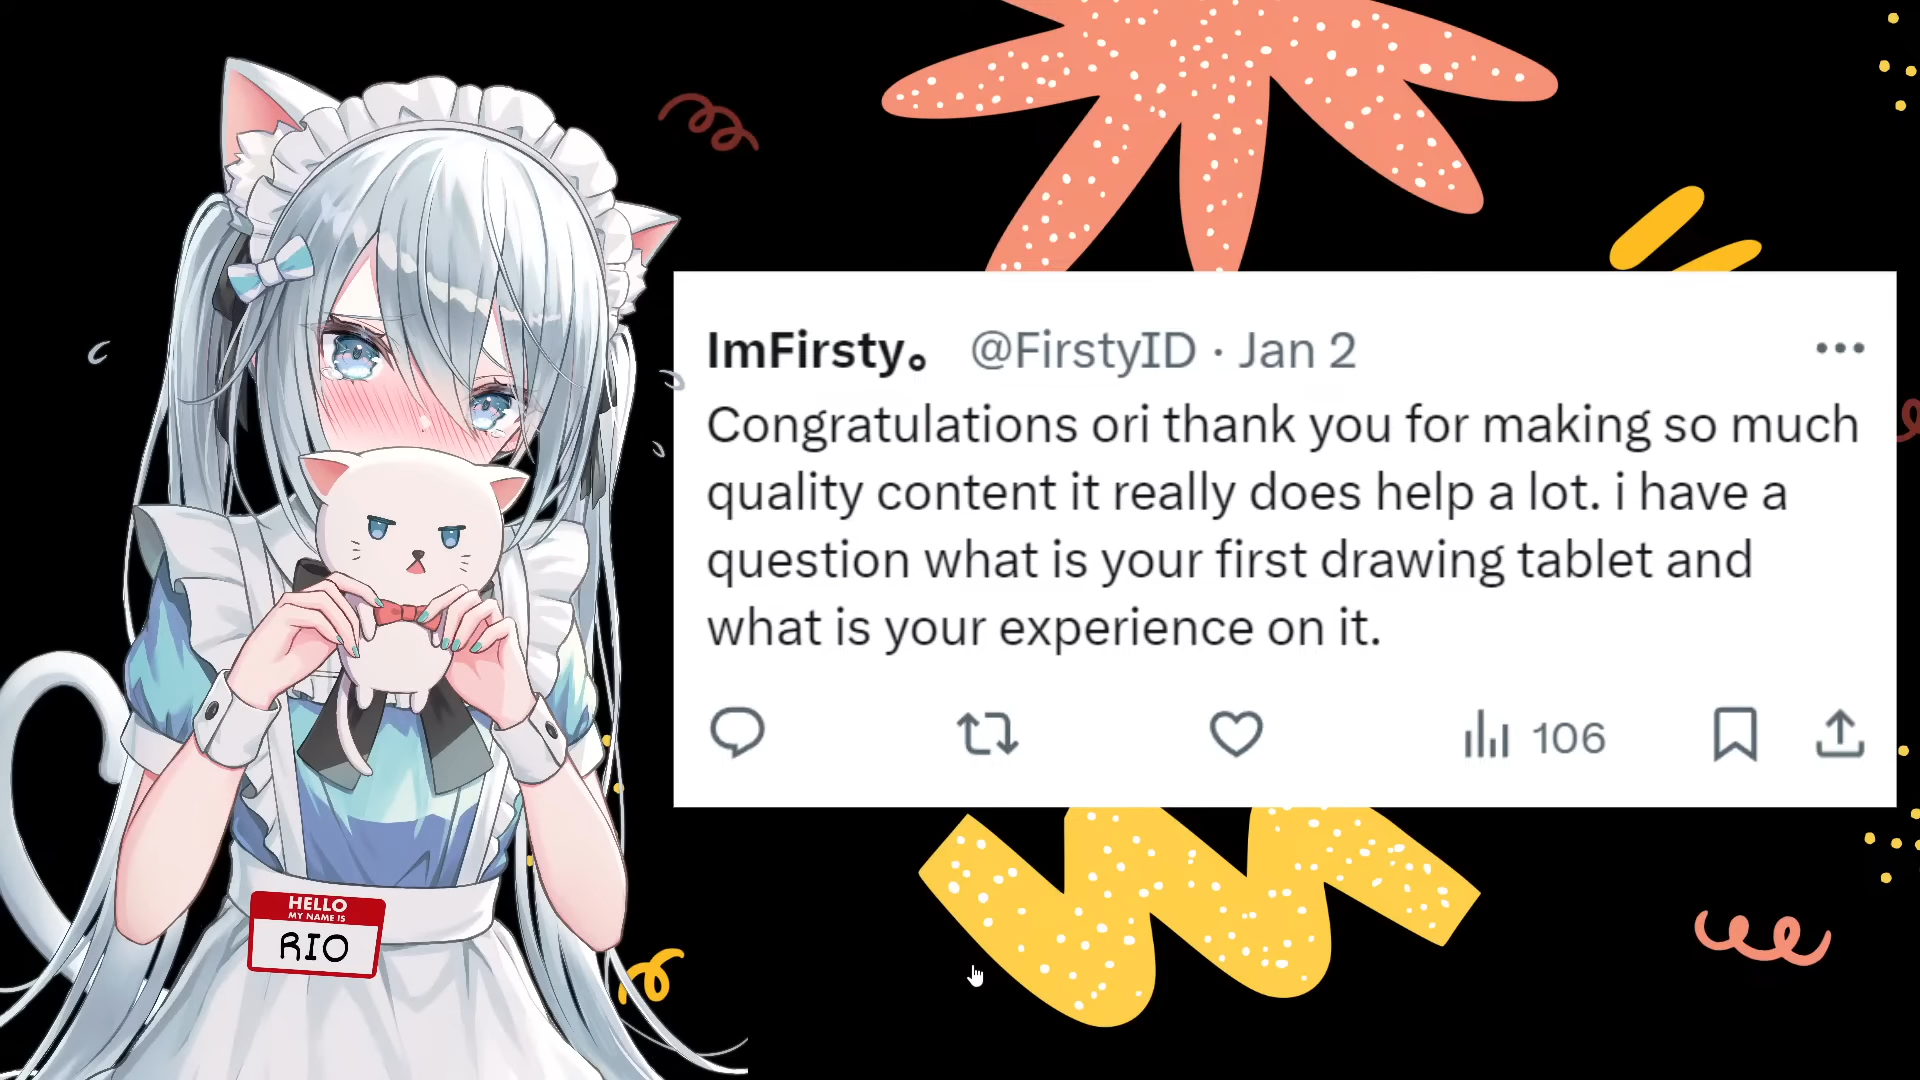 ImFirsty。 @FirstyID · Jan 2
Congratulations ori thank you for making so much
quality content it really does help a lot. i have a
question what is your first drawing tablet and
what is your experience on it.
106
HELLO
MY NAME IS
RIO